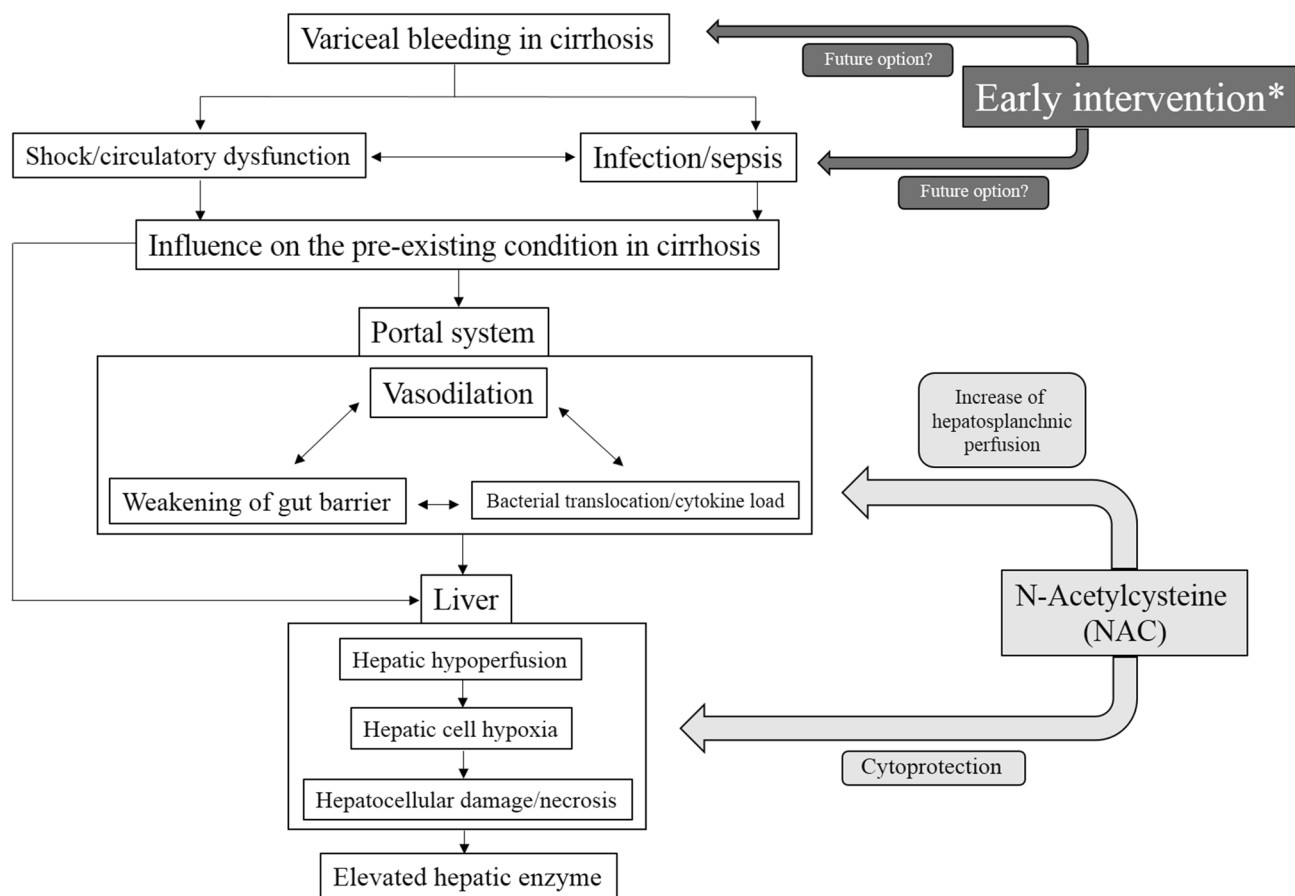 Variceal bleeding in cirrhosis
Future option?
Early intervention*
Shock/circulatory dysfunction
Infection/sepsis
Future option?
Influence on the pre-existing condition in cirrhosis
Portal system
Vasodilation
Weakening of gut barrier
Bacterial translocation/cytokine load
Increase of
hepatosplanchnic
perfusion
N-Acetylcysteine
(NAC)
Cytoprotection
Liver
Hepatic hypoperfusion
Hepatic cell hypoxia
Hepatocellular damage/necrosis
Elevated hepatic enzyme